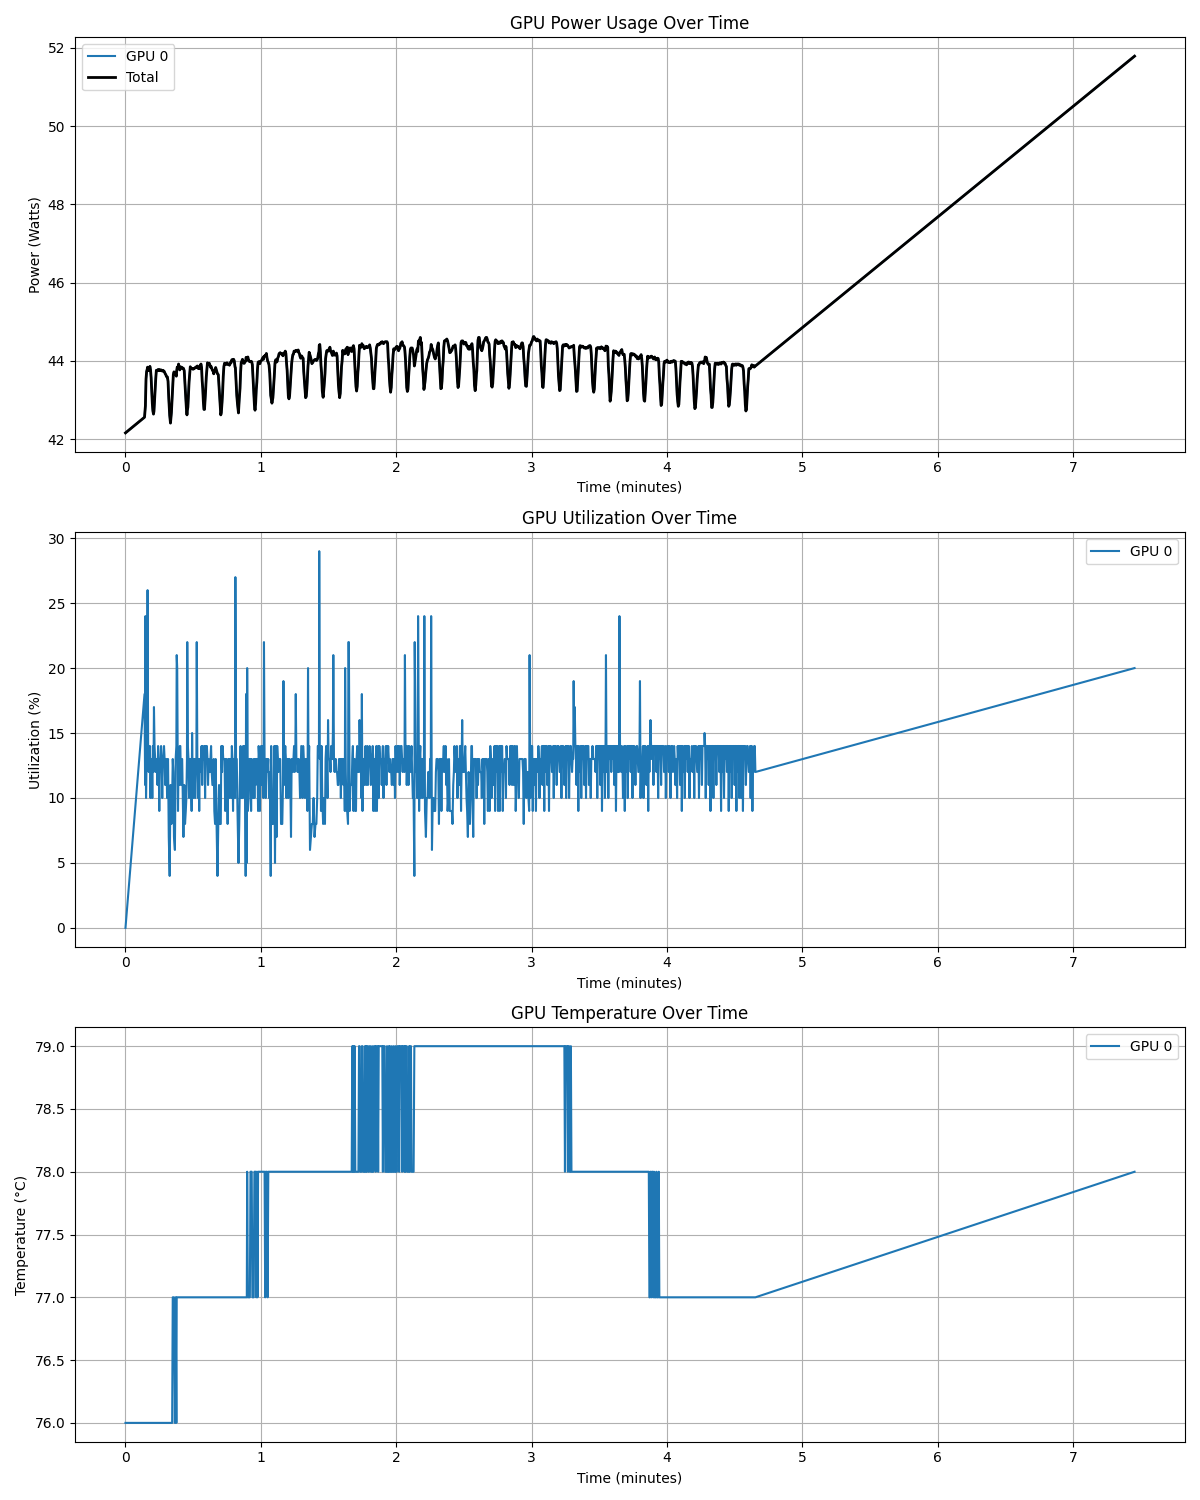 GPU Power Usage Over Time
GPU 0
Total
52
50
48
46
44
42
Power (Watts)
0 1 2 3 4 5 6 7
Time (minutes)
GPU Utilization Over Time
GPU 0
30
25
20
15
10
5
0
Utilization (%)
0 1 2 3 4 5 6 7
Time (minutes)
GPU Temperature Over Time
GPU 0
79.0
78.5
78.0
77.5
77.0
76.5
76.0
Temperature (°C)
0 1 2 3 4 5 6 7
Time (minutes)